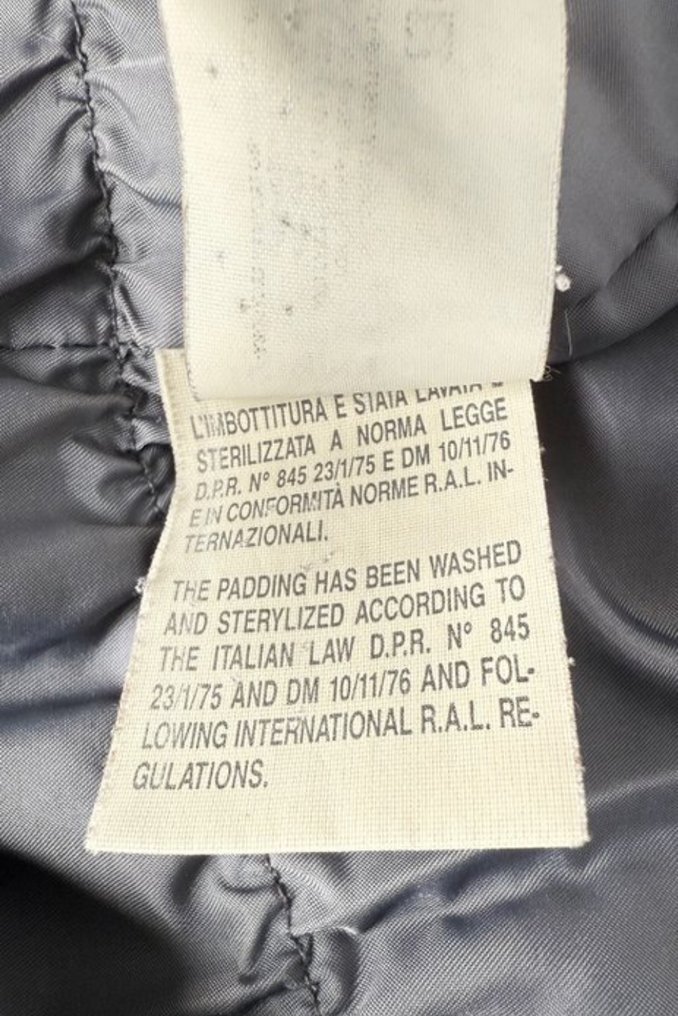 L'IMBOTTITURA E STATA LAVATA E
STERILIZZATA A NORMA LEGGE
D.P.R. Nº 845 23/1/75 E DM 10/11/76
E IN CONFORMITÀ NORME R.A.L. IN-
TERNAZIONALI.
THE PADDING HAS BEEN WASHED
AND STERYLIZED ACCORDING TO
THE ITALIAN LAW D.P.R. Nº 845
23/1/75 AND DM 10/11/76 AND FOL-
LOWING INTERNATIONAL R.A.L. RE-
GULATIONS.